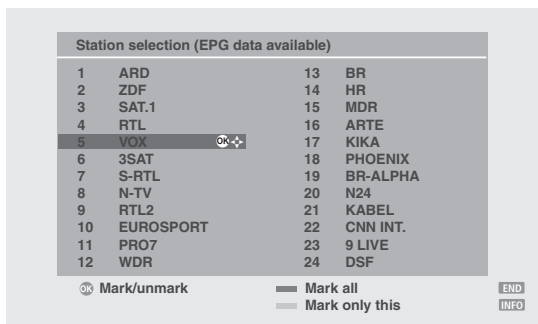 Station selection (EPG data available)
1 ARD 13 BR
2 ZDF 14 HR
3 SAT.1 15 MDR
4 RTL 16 ARTE
5 VOX OK 17 KIKA
6 3SAT 18 PHOENIX
7 S-RTL 19 BR-ALPHA
8 N-TV 20 N24
9 RTL2 21 KABEL
10 EUROSPORT 22 CNN INT.
11 PRO7 23 9 LIVE
12 WDR 24 DSF
OK Mark/unmark Mark all END
Mark only this INFO